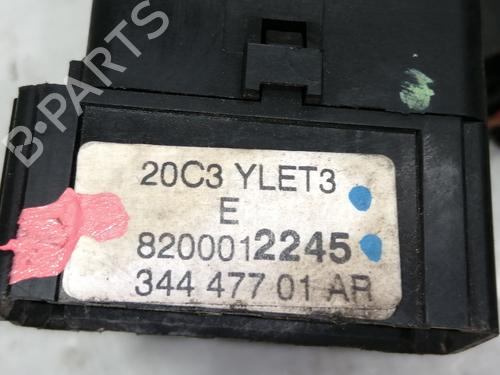 B-PARTS
20C3 YLET3
E
8200012245
344 477 01 AR